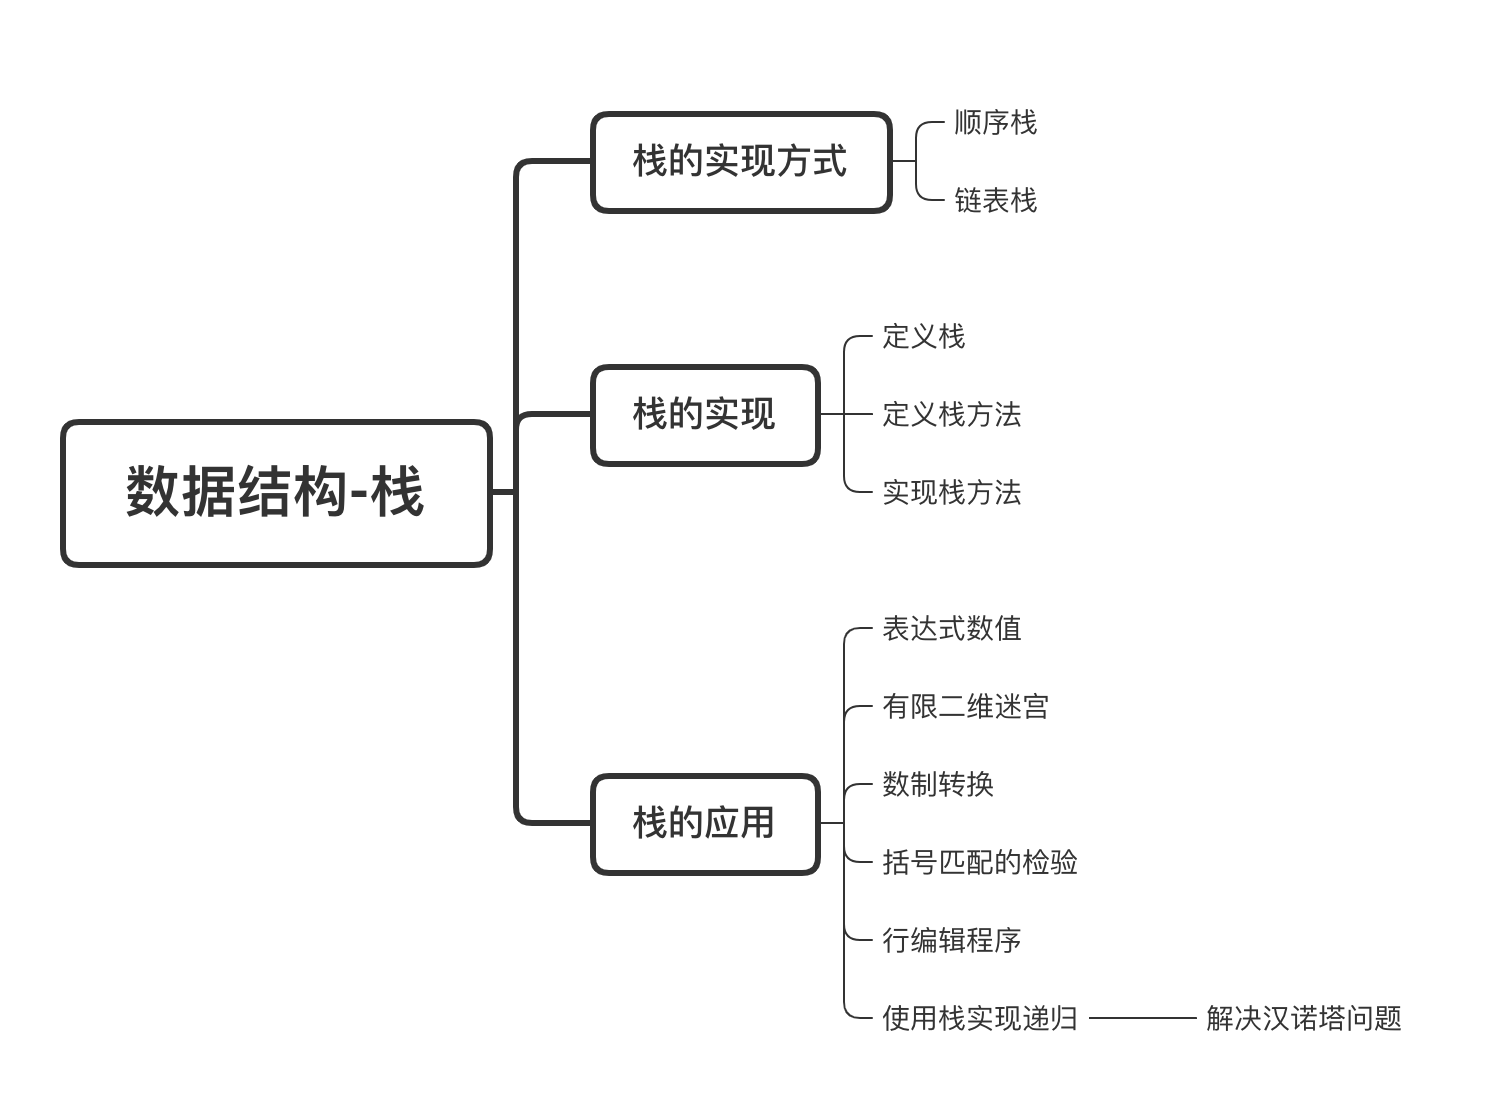 数据结构-栈
栈的实现方式
顺序栈
链表栈
栈的实现
定义栈
定义栈方法
实现栈方法
栈的应用
表达式数值
有限二维迷宫
数制转换
括号匹配的检验
行编辑程序
使用栈实现递归
解决汉诺塔问题